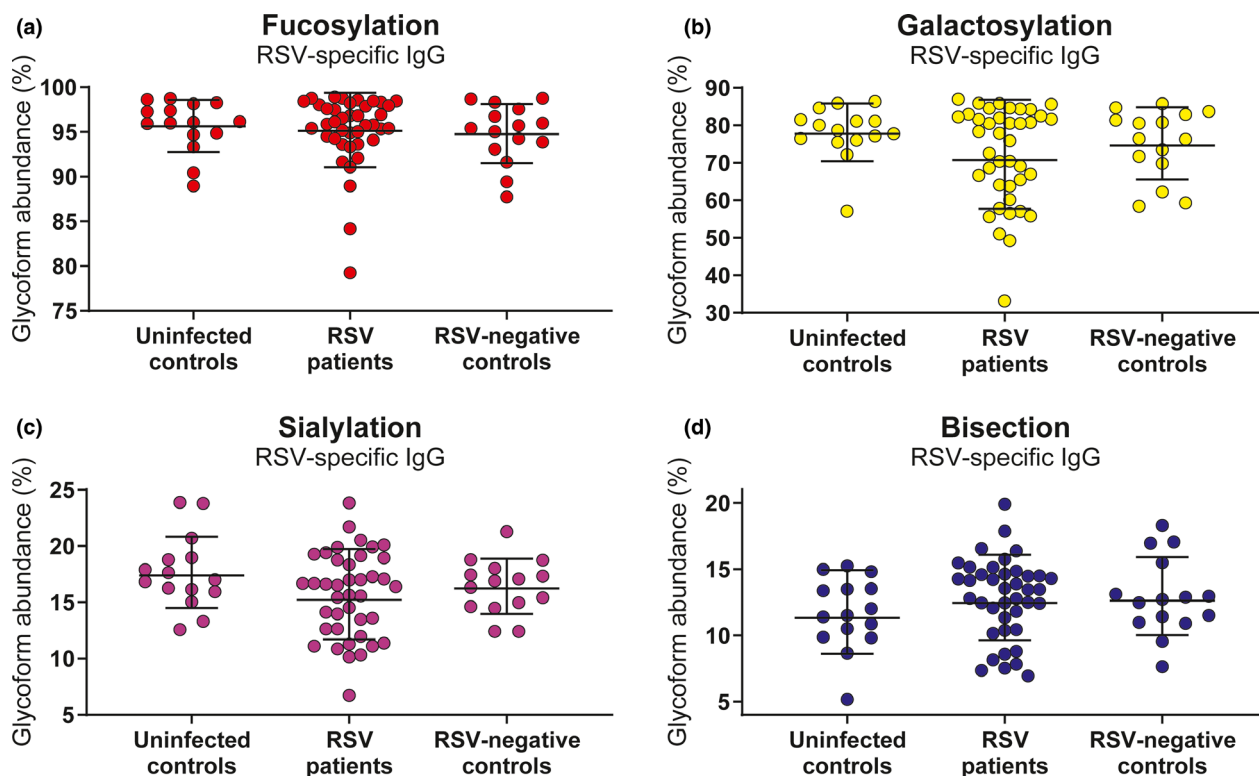 (a)
Fucosylation
RSV-specific IgG
Glycoform abundance (%)
100
95
90
85
80
75
Uninfected controls
RSV patients
RSV-negative controls
(b)
Galactosylation
RSV-specific IgG
Glycoform abundance (%)
90
80
70
60
50
40
30
Uninfected controls
RSV patients
RSV-negative controls
(c)
Sialylation
RSV-specific IgG
Glycoform abundance (%)
25
20
15
10
5
Uninfected controls
RSV patients
RSV-negative controls
(d)
Bisection
RSV-specific IgG
Glycoform abundance (%)
20
15
10
5
Uninfected controls
RSV patients
RSV-negative controls